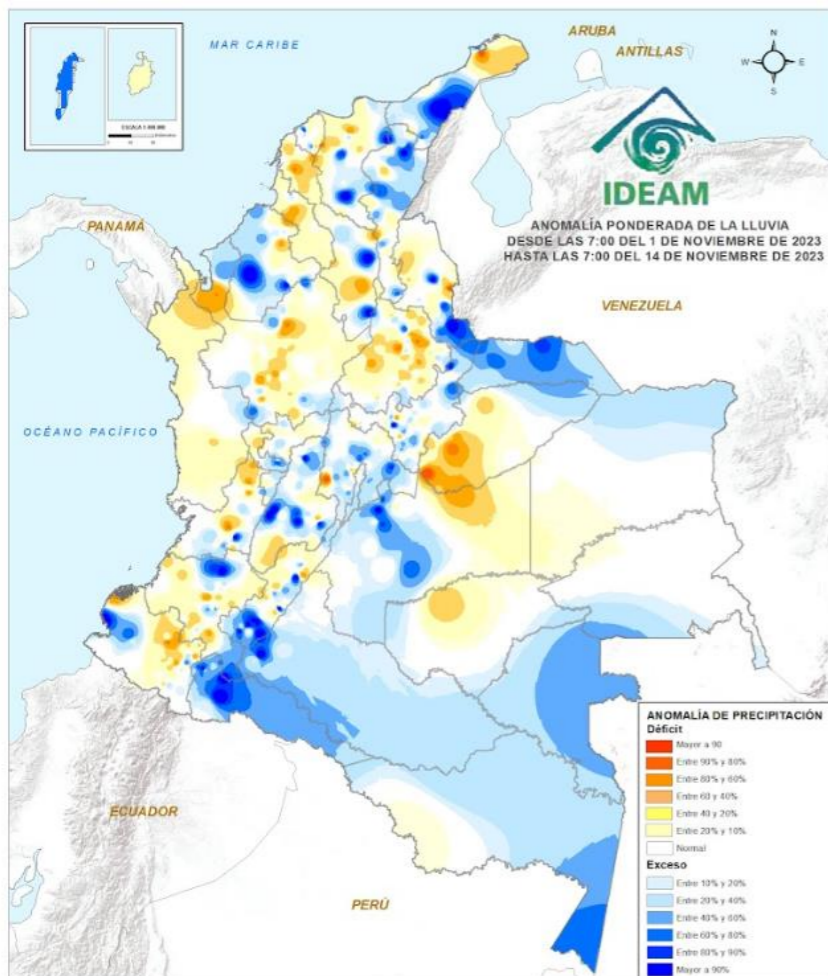 MAR CARIBE
ARUBA
ANTILLAS
N
W
E
S
IDEAM
PANAMÁ
ANOMALÍA PONDERADA DE LA LLUVIA
DESDE LAS 7:00 DEL 1 DE NOVIEMBRE DE 2023
HASTA LAS 7:00 DEL 14 DE NOVIEMBRE DE 2023
VENEZUELA
OCÉANO PACÍFICO
ECUADOR
PERÚ
ANOMALÍA DE PRECIPITACIÓN
Déficit
Mayor a 90
Entre 90% y 80%
Entre 80% y 60%
Entre 60 y 40%
Entre 40 y 20%
Entre 20% y 10%
Normal
Exceso
Entre 10% y 20%
Entre 20% y 40%
Entre 40% y 60%
Entre 60% y 80%
Entre 80% y 90%
Mayor a 90%